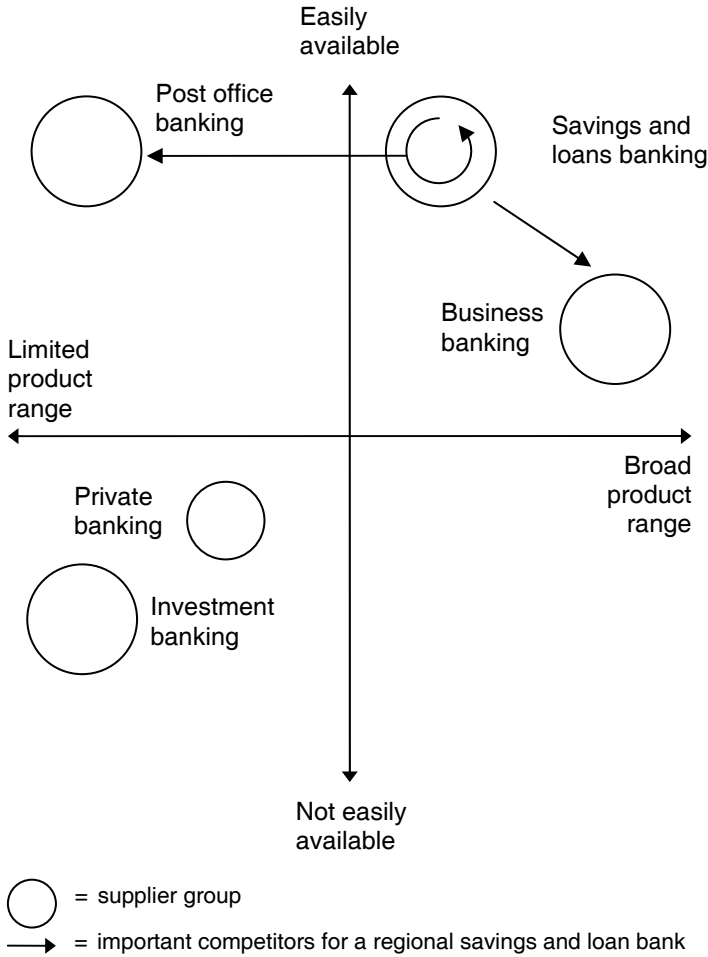 Easily
available
Post office
banking
Savings and
loans banking
Business
banking
Limited
product
range
Broad
product
range
Private
banking
Investment
banking
Not easily
available
= supplier group
= important competitors for a regional savings and loan bank